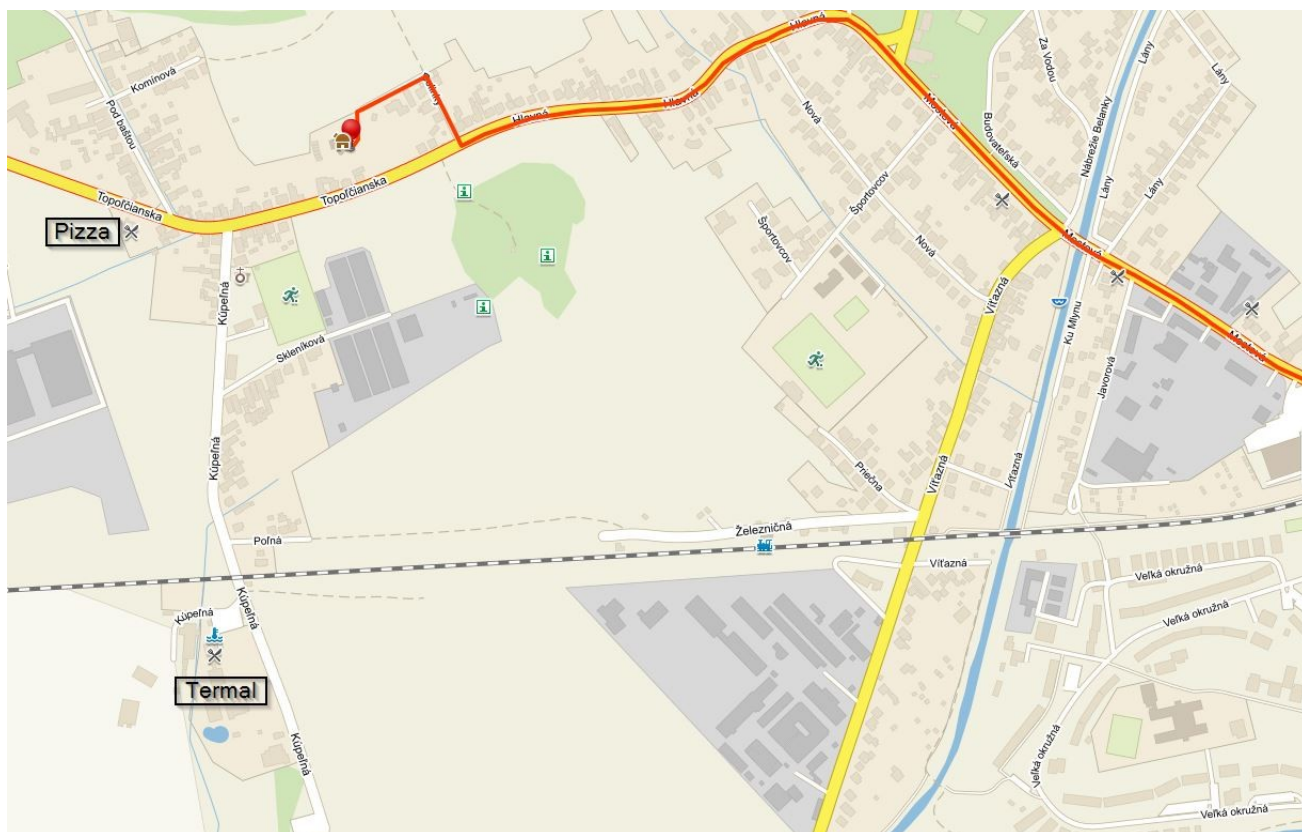 Hlavná
Lány
Za Vodou
Lány
Komínová
Pod baštou
Hlavná
Mostová
Nová
Budovateľská
Nábrežie Belanky
Hlavná
Športovcov
Lány
Lány
Topoľčianska
Topoľčianska
Pizza
Športovcov
Nová
Mostová
Kúpeľná
Víťazná
Ku Mlynu
Mostová
Skleníková
Javorová
Kúpeľná
Priečna
Víťazná
Víťazná
Železničná
Poľná
Víťazná
Veľká okružná
Kúpeľná
Kúpeľná
Veľká okružná
Termal
Kúpeľná
Veľká okružná
Veľká okružná